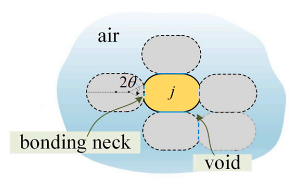 air
2θ
j
bonding neck
void